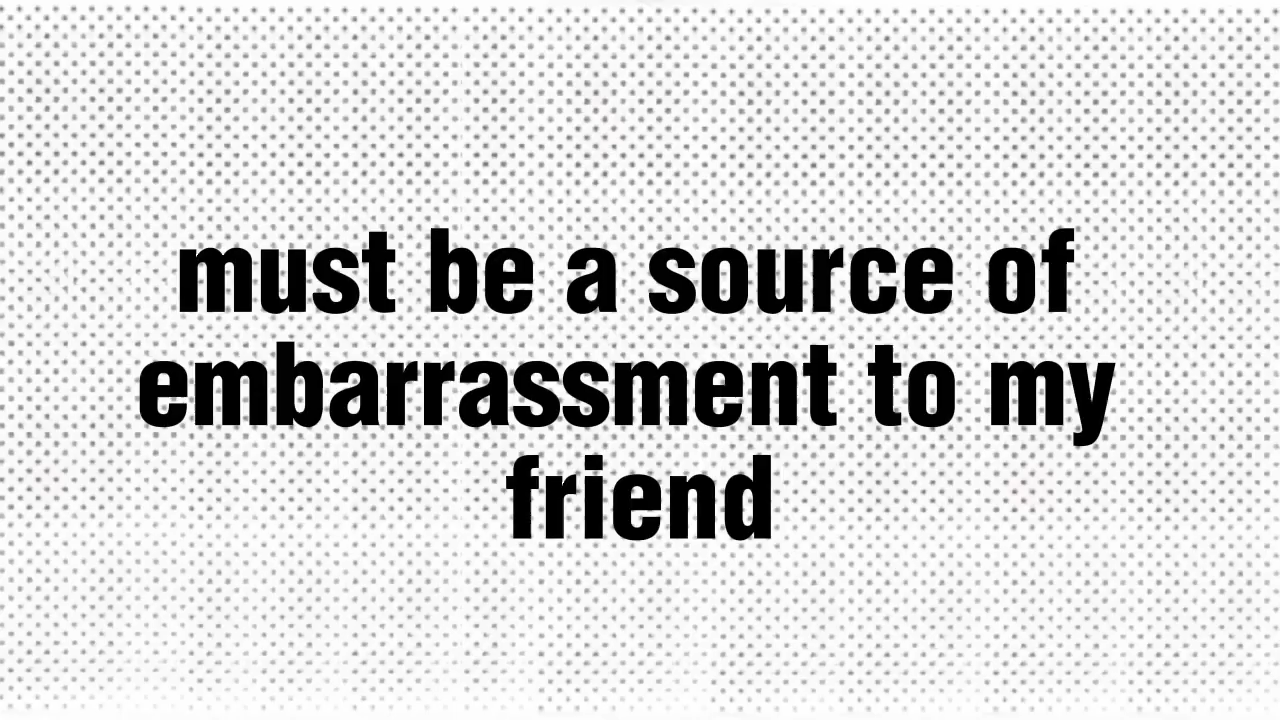 must be a source of
embarrassment to my
friend